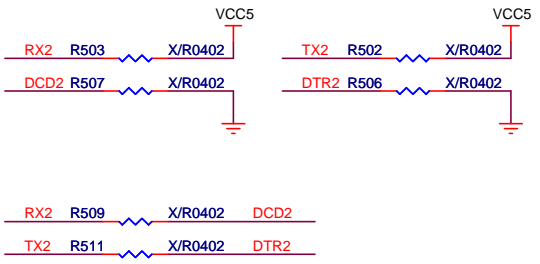 VCC5 VCC5
RX2 R503 X/R0402 TX2 R502 X/R0402
DCD2 R507 X/R0402 DTR2 R506 X/R0402
RX2 R509 X/R0402 DCD2
TX2 R511 X/R0402 DTR2